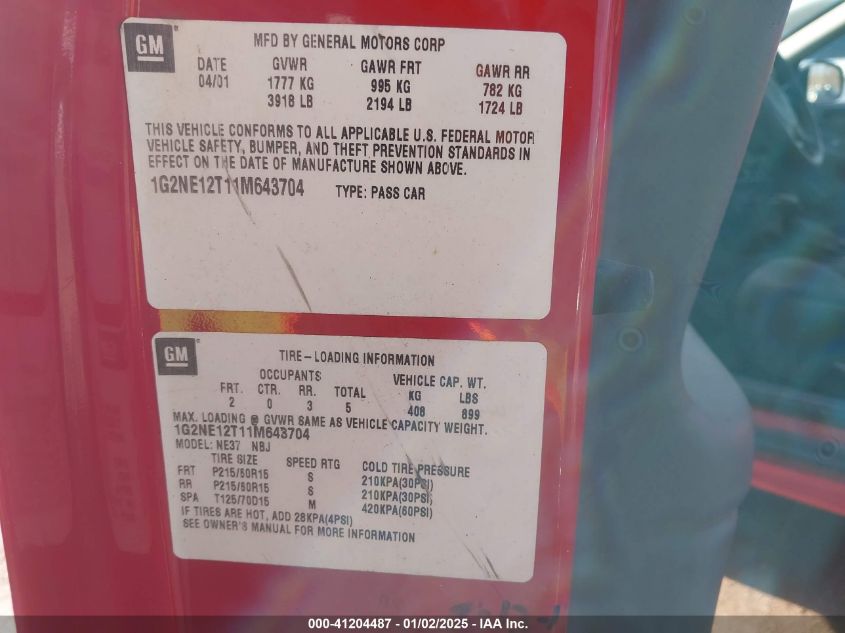 GM
MFD BY GENERAL MOTORS CORP
DATE GVWR GAWR FRT GAWR RR
04/01 1777 KG 995 KG 782 KG
3918 LB 2194 LB 1724 LB
THIS VEHICLE CONFORMS TO ALL APPLICABLE U.S. FEDERAL MOTOR
VEHICLE SAFETY, BUMPER, AND THEFT PREVENTION STANDARDS IN
EFFECT ON THE DATE OF MANUFACTURE SHOWN ABOVE.
1G2NE12T11M643704 TYPE: PASS CAR
GM
TIRE-LOADING INFORMATION
OCCUPANTS VEHICLE CAP. WT.
FRT. CTR. RR. TOTAL KG LBS
2 0 3 5 408 899
MAX. LOADING @ GVWR SAME AS VEHICLE CAPACITY WEIGHT.
1G2NE12T11M643704
MODEL: NE37 NBJ
TIRE SIZE SPEED RTG COLD TIRE PRESSURE
FRT P215/60R15 S 210KPA(30PSI)
RR P215/60R15 S 210KPA(30PSI)
SPA T125/70D15 M 420KPA(60PSI)
IF TIRES ARE HOT, ADD 28KPA(4PSI)
SEE OWNER'S MANUAL FOR MORE INFORMATION
000-41204487 - 01/02/2025 - IAA Inc.